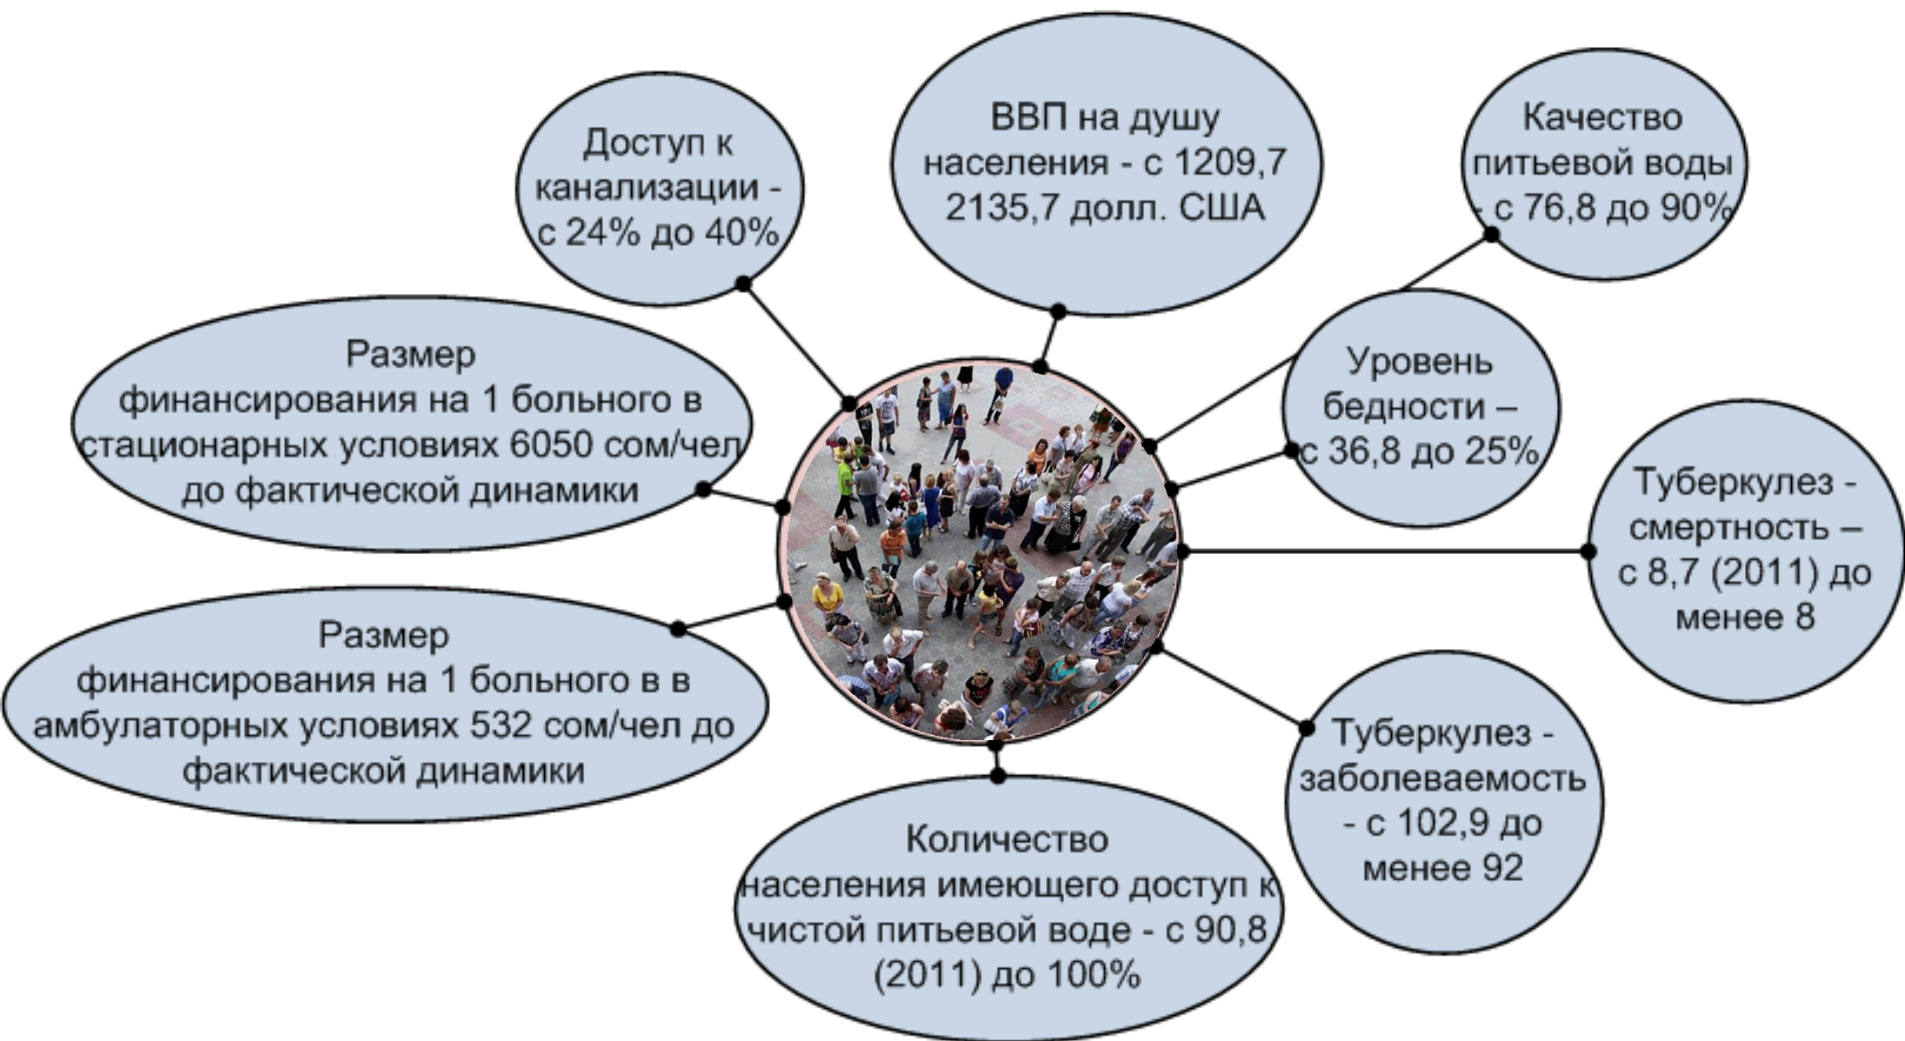 Доступ к
канализации -
с 24% до 40%
ВВП на душу
населения - с 1209,7
2135,7 долл. США
Качество
питьевой воды
- с 76,8 до 90%
Размер
финансирования на 1 больного в
стационарных условиях 6050 сом/чел
до фактической динамики
Уровень
бедности –
с 36,8 до 25%
Туберкулез -
смертность –
с 8,7 (2011) до
менее 8
Размер
финансирования на 1 больного в в
амбулаторных условиях 532 сом/чел до
фактической динамики
Туберкулез -
заболеваемость
- с 102,9 до
менее 92
Количество
населения имеющего доступ к
чистой питьевой воде - с 90,8
(2011) до 100%